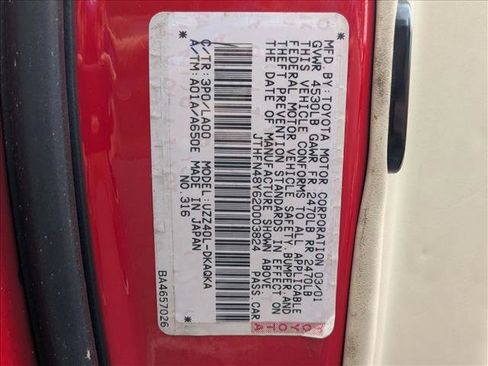 MFD.BY:TOYOTA MOTOR CORPORATION 03/01
GVWR 4530LB GAWR FR 2470LB RR 2470LB
THIS VEHICLE CONFORMS TO ALL APPLICABLE
FEDERAL MOTOR VEHICLE SAFETY,BUMPER,AND
THEFT PREVENTION STANDARDS IN EFFECT ON
THE DATE OF MANUFACTURE SHOWN ABOVE.
* JTHFN48Y620003824 PASS.CAR *
TOYOTA
C/TR: 3P0/LA00 MODEL:UZZ40L-DKAQKA
A/TM: A01A/A650E MADE IN JAPAN
NO.316
BA4657026